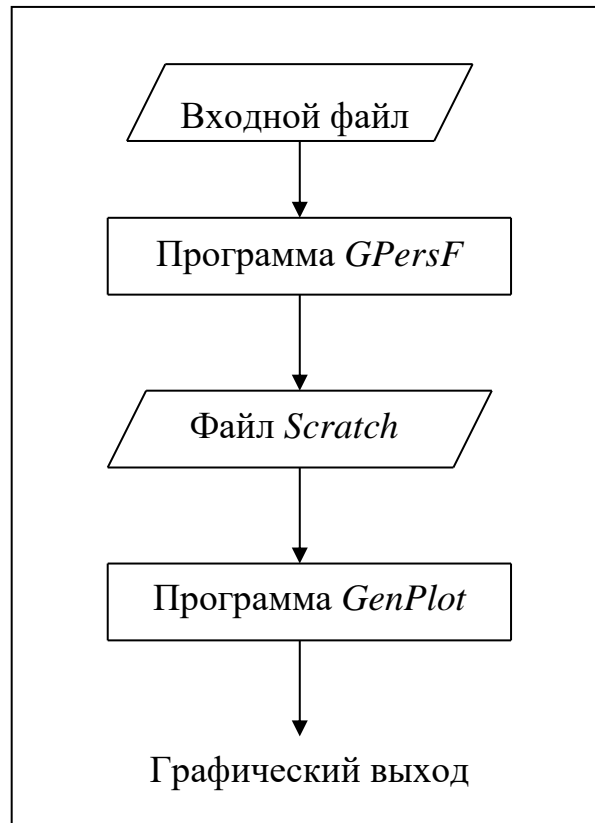 Входной файл
Программа GPersF
Файл Scratch
Программа GenPlot
Графический выход